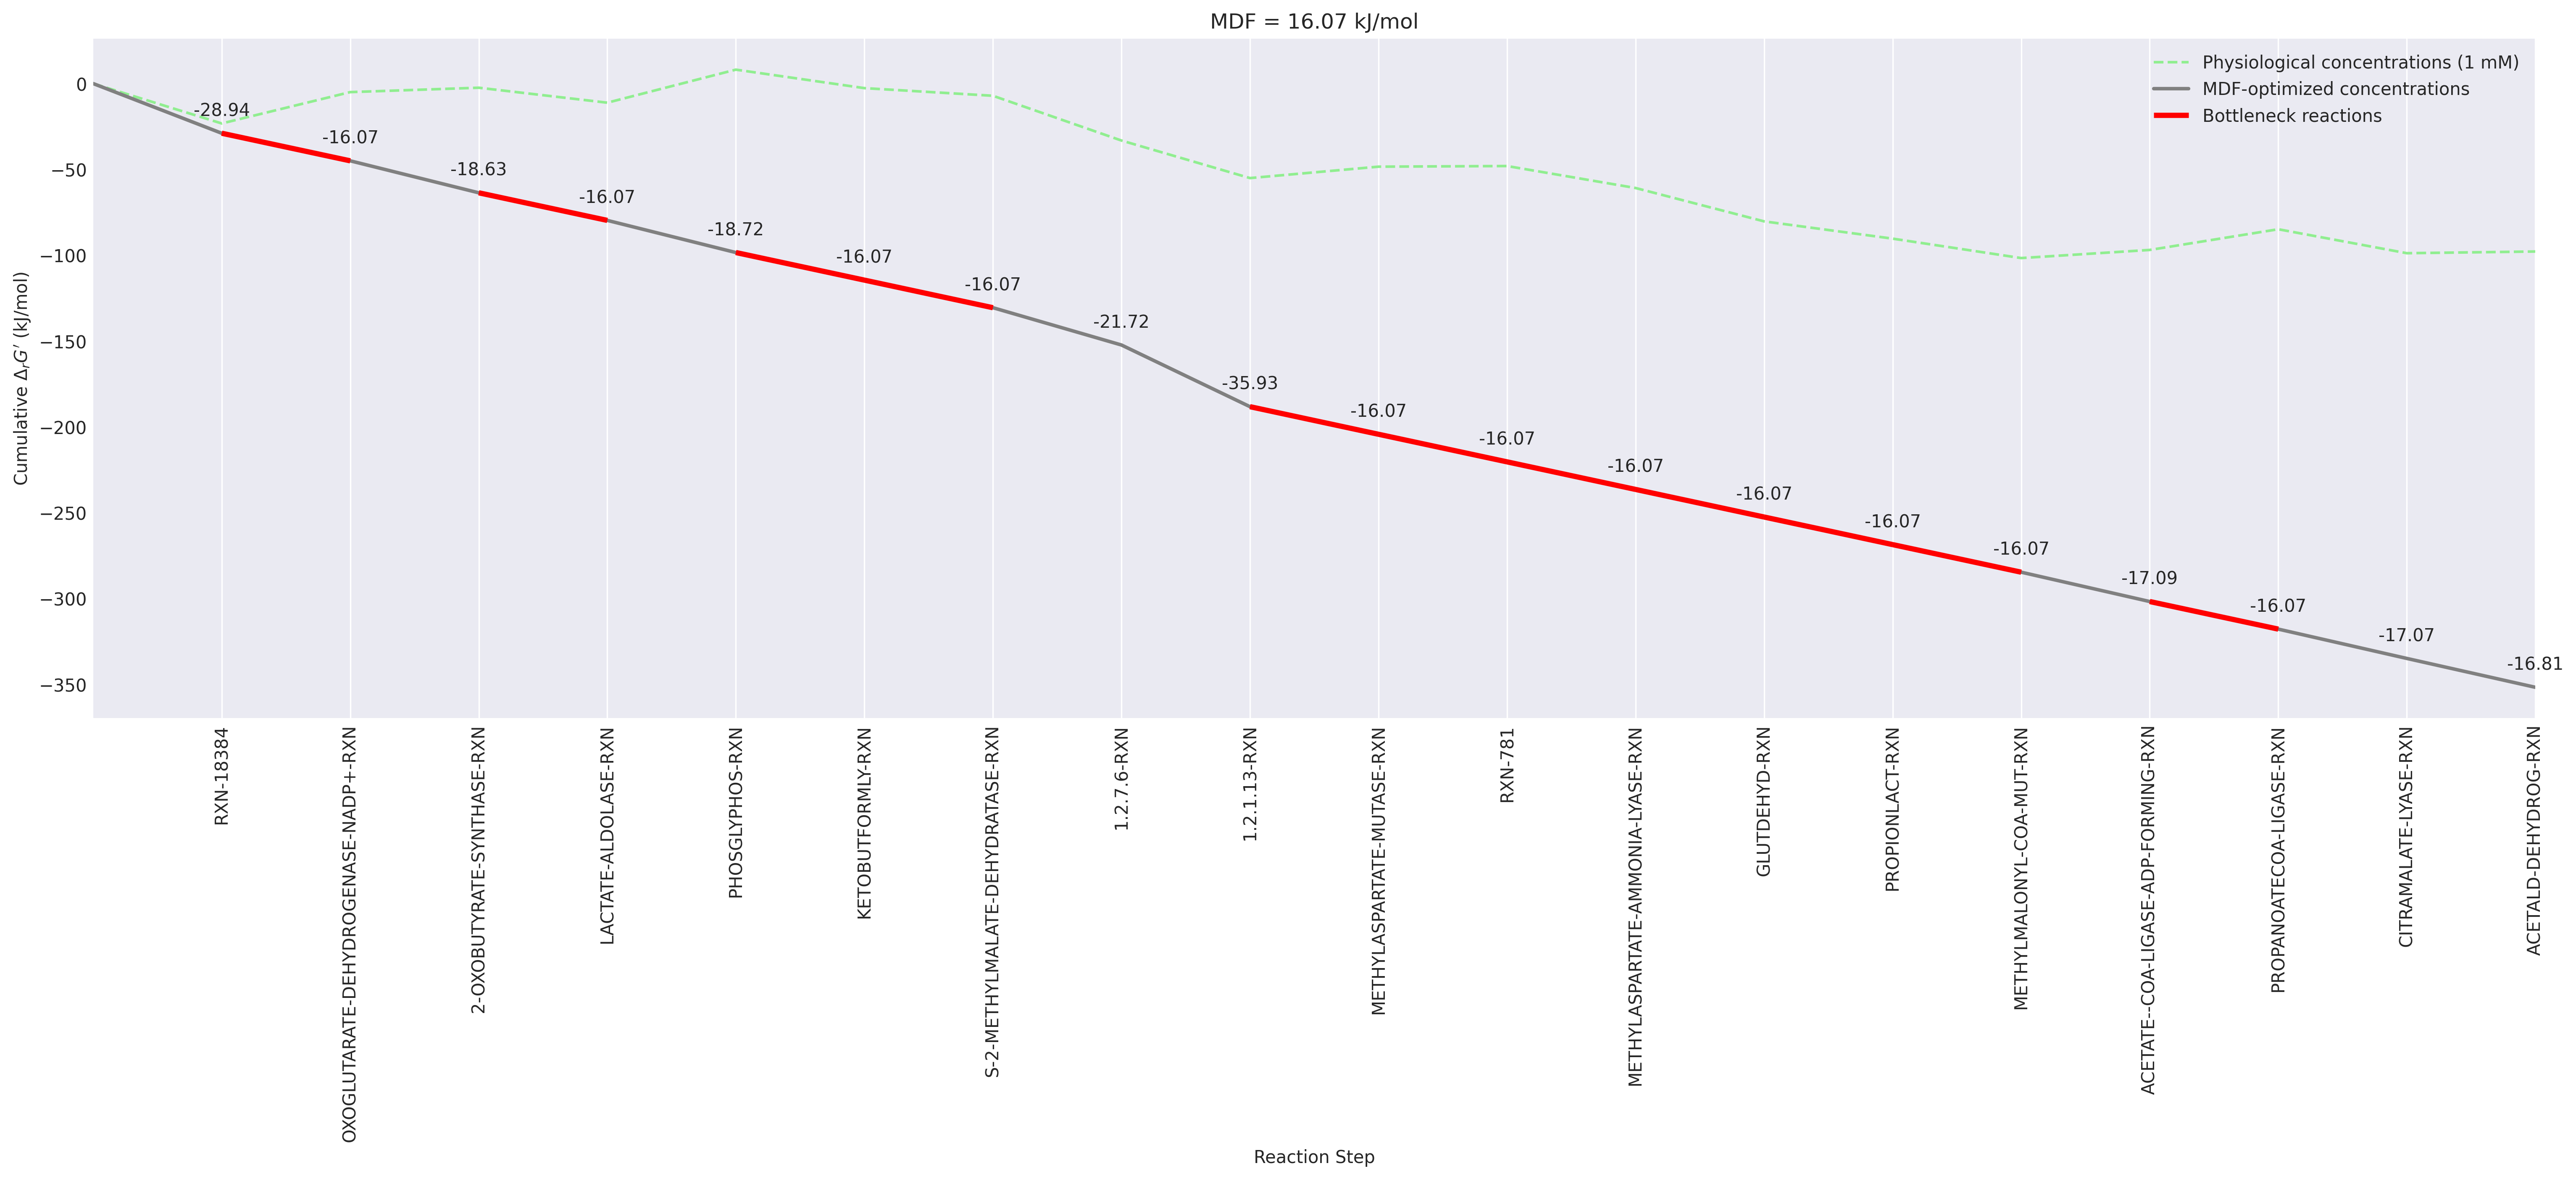 MDF = 16.07 kJ/mol
Physiological concentrations (1 mM)
MDF-optimized concentrations
Bottleneck reactions
Cumulative ΔrG′ (kJ/mol)
0
−50
−100
−150
−200
−250
−300
−350
-28.94
-16.07
-18.63
-16.07
-18.72
-16.07
-16.07
-21.72
-35.93
-16.07
-16.07
-16.07
-16.07
-16.07
-16.07
-17.09
-16.07
-17.07
-16.81
RXN-18384
OXOGLUTARATE-DEHYDROGENASE-NADP+-RXN
2-OXOBUTYRATE-SYNTHASE-RXN
LACTATE-ALDOLASE-RXN
PHOSGLYPHOS-RXN
KETOBUTFORMLY-RXN
S-2-METHYLMALATE-DEHYDRATASE-RXN
1.2.7.6-RXN
1.2.1.13-RXN
METHYLASPARTATE-MUTASE-RXN
RXN-781
METHYLASPARTATE-AMMONIA-LYASE-RXN
GLUTDEHYD-RXN
PROPIONLACT-RXN
METHYLMALONYL-COA-MUT-RXN
ACETATE--COA-LIGASE-ADP-FORMING-RXN
PROPANOATECOA-LIGASE-RXN
CITRAMALATE-LYASE-RXN
ACETALD-DEHYDROG-RXN
Reaction Step